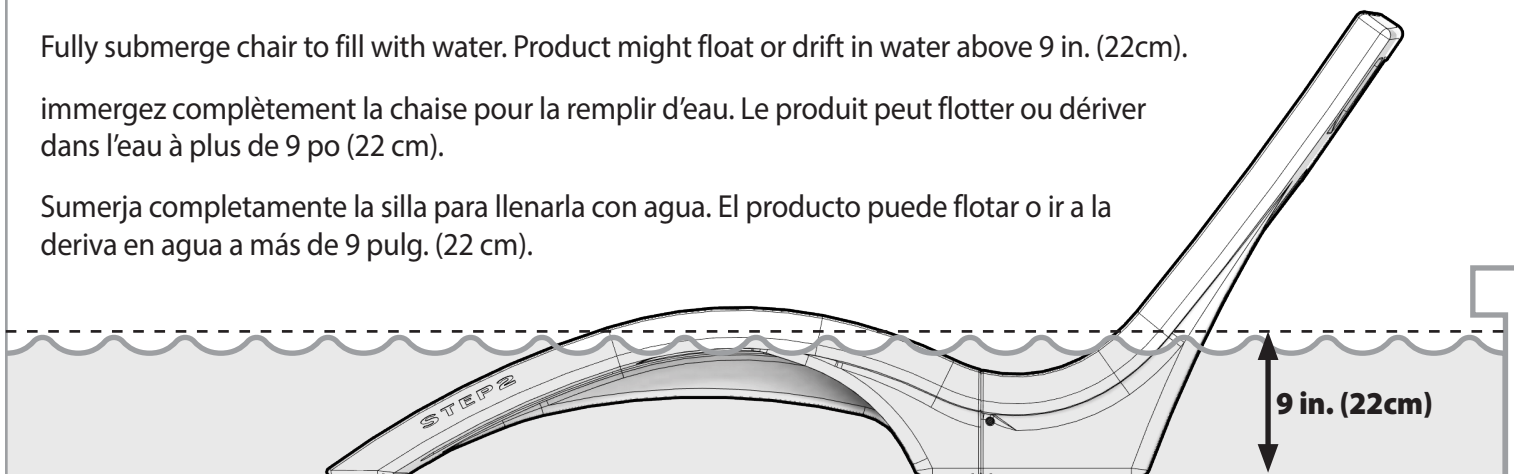 Fully submerge chair to fill with water. Product might float or drift in water above 9 in. (22cm).
immergez complètement la chaise pour la remplir d’eau. Le produit peut flotter ou dériver
dans l’eau à plus de 9 po (22 cm).
Sumerja completamente la silla para llenarla con agua. El producto puede flotar o ir a la
deriva en agua a más de 9 pulg. (22 cm).
STEP2
9 in. (22cm)